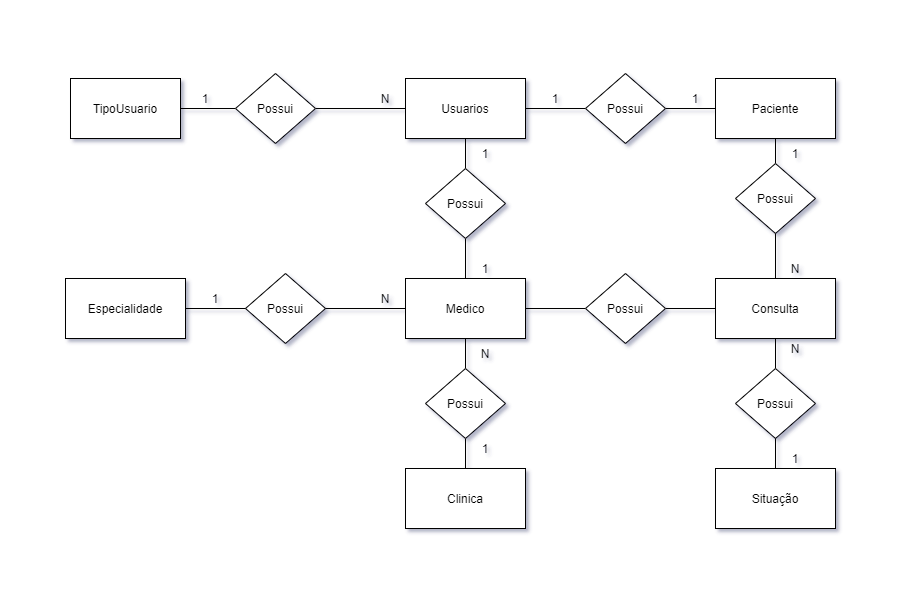 TipoUsuario
1
Possui
N
Usuarios
1
Possui
1
Paciente
1
Possui
1
1
Possui
N
Especialidade
1
Possui
N
Medico
Possui
Consulta
N
Possui
1
N
Possui
1
Clinica
Situação